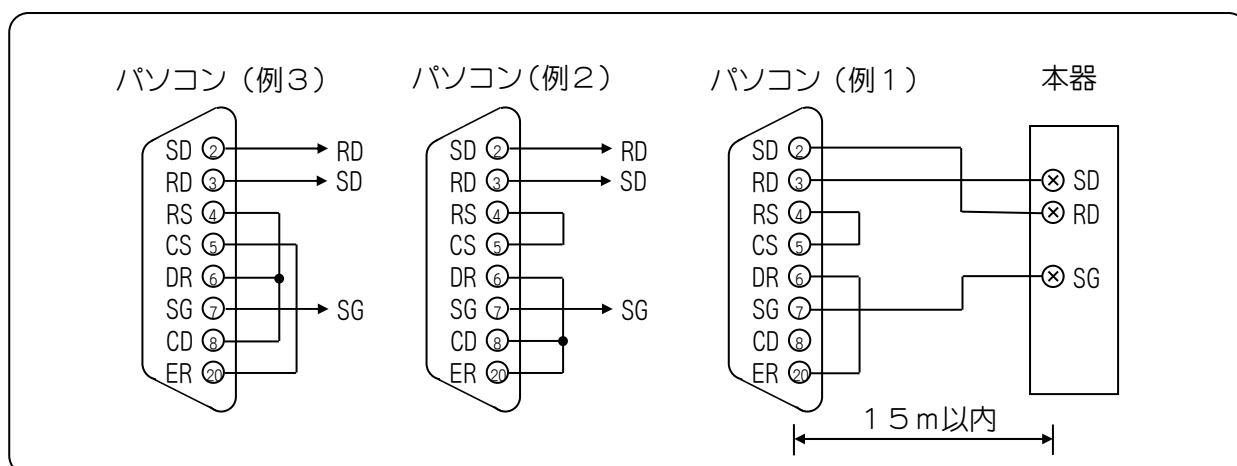 パソコン（例３）
SD ② RD
RD ③ SD
RS ④
CS ⑤
DR ⑥
SG ⑦ SG
CD ⑧
ER ⑳
パソコン（例２）
SD ② RD
RD ③ SD
RS ④
CS ⑤
DR ⑥
SG ⑦ SG
CD ⑧
ER ⑳
パソコン（例１）
SD ②
RD ③
RS ④
CS ⑤
DR ⑥
SG ⑦
CD ⑧
ER ⑳
本器
SD
RD
SG
１５ｍ以内